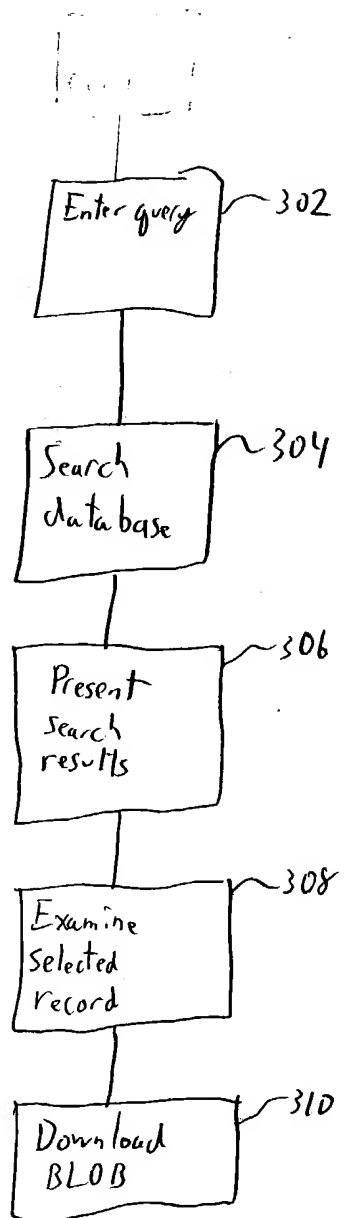 Enter query
302
Search
database
304
Present
search
results
306
Examine
selected
record
308
Download
BLOB
310